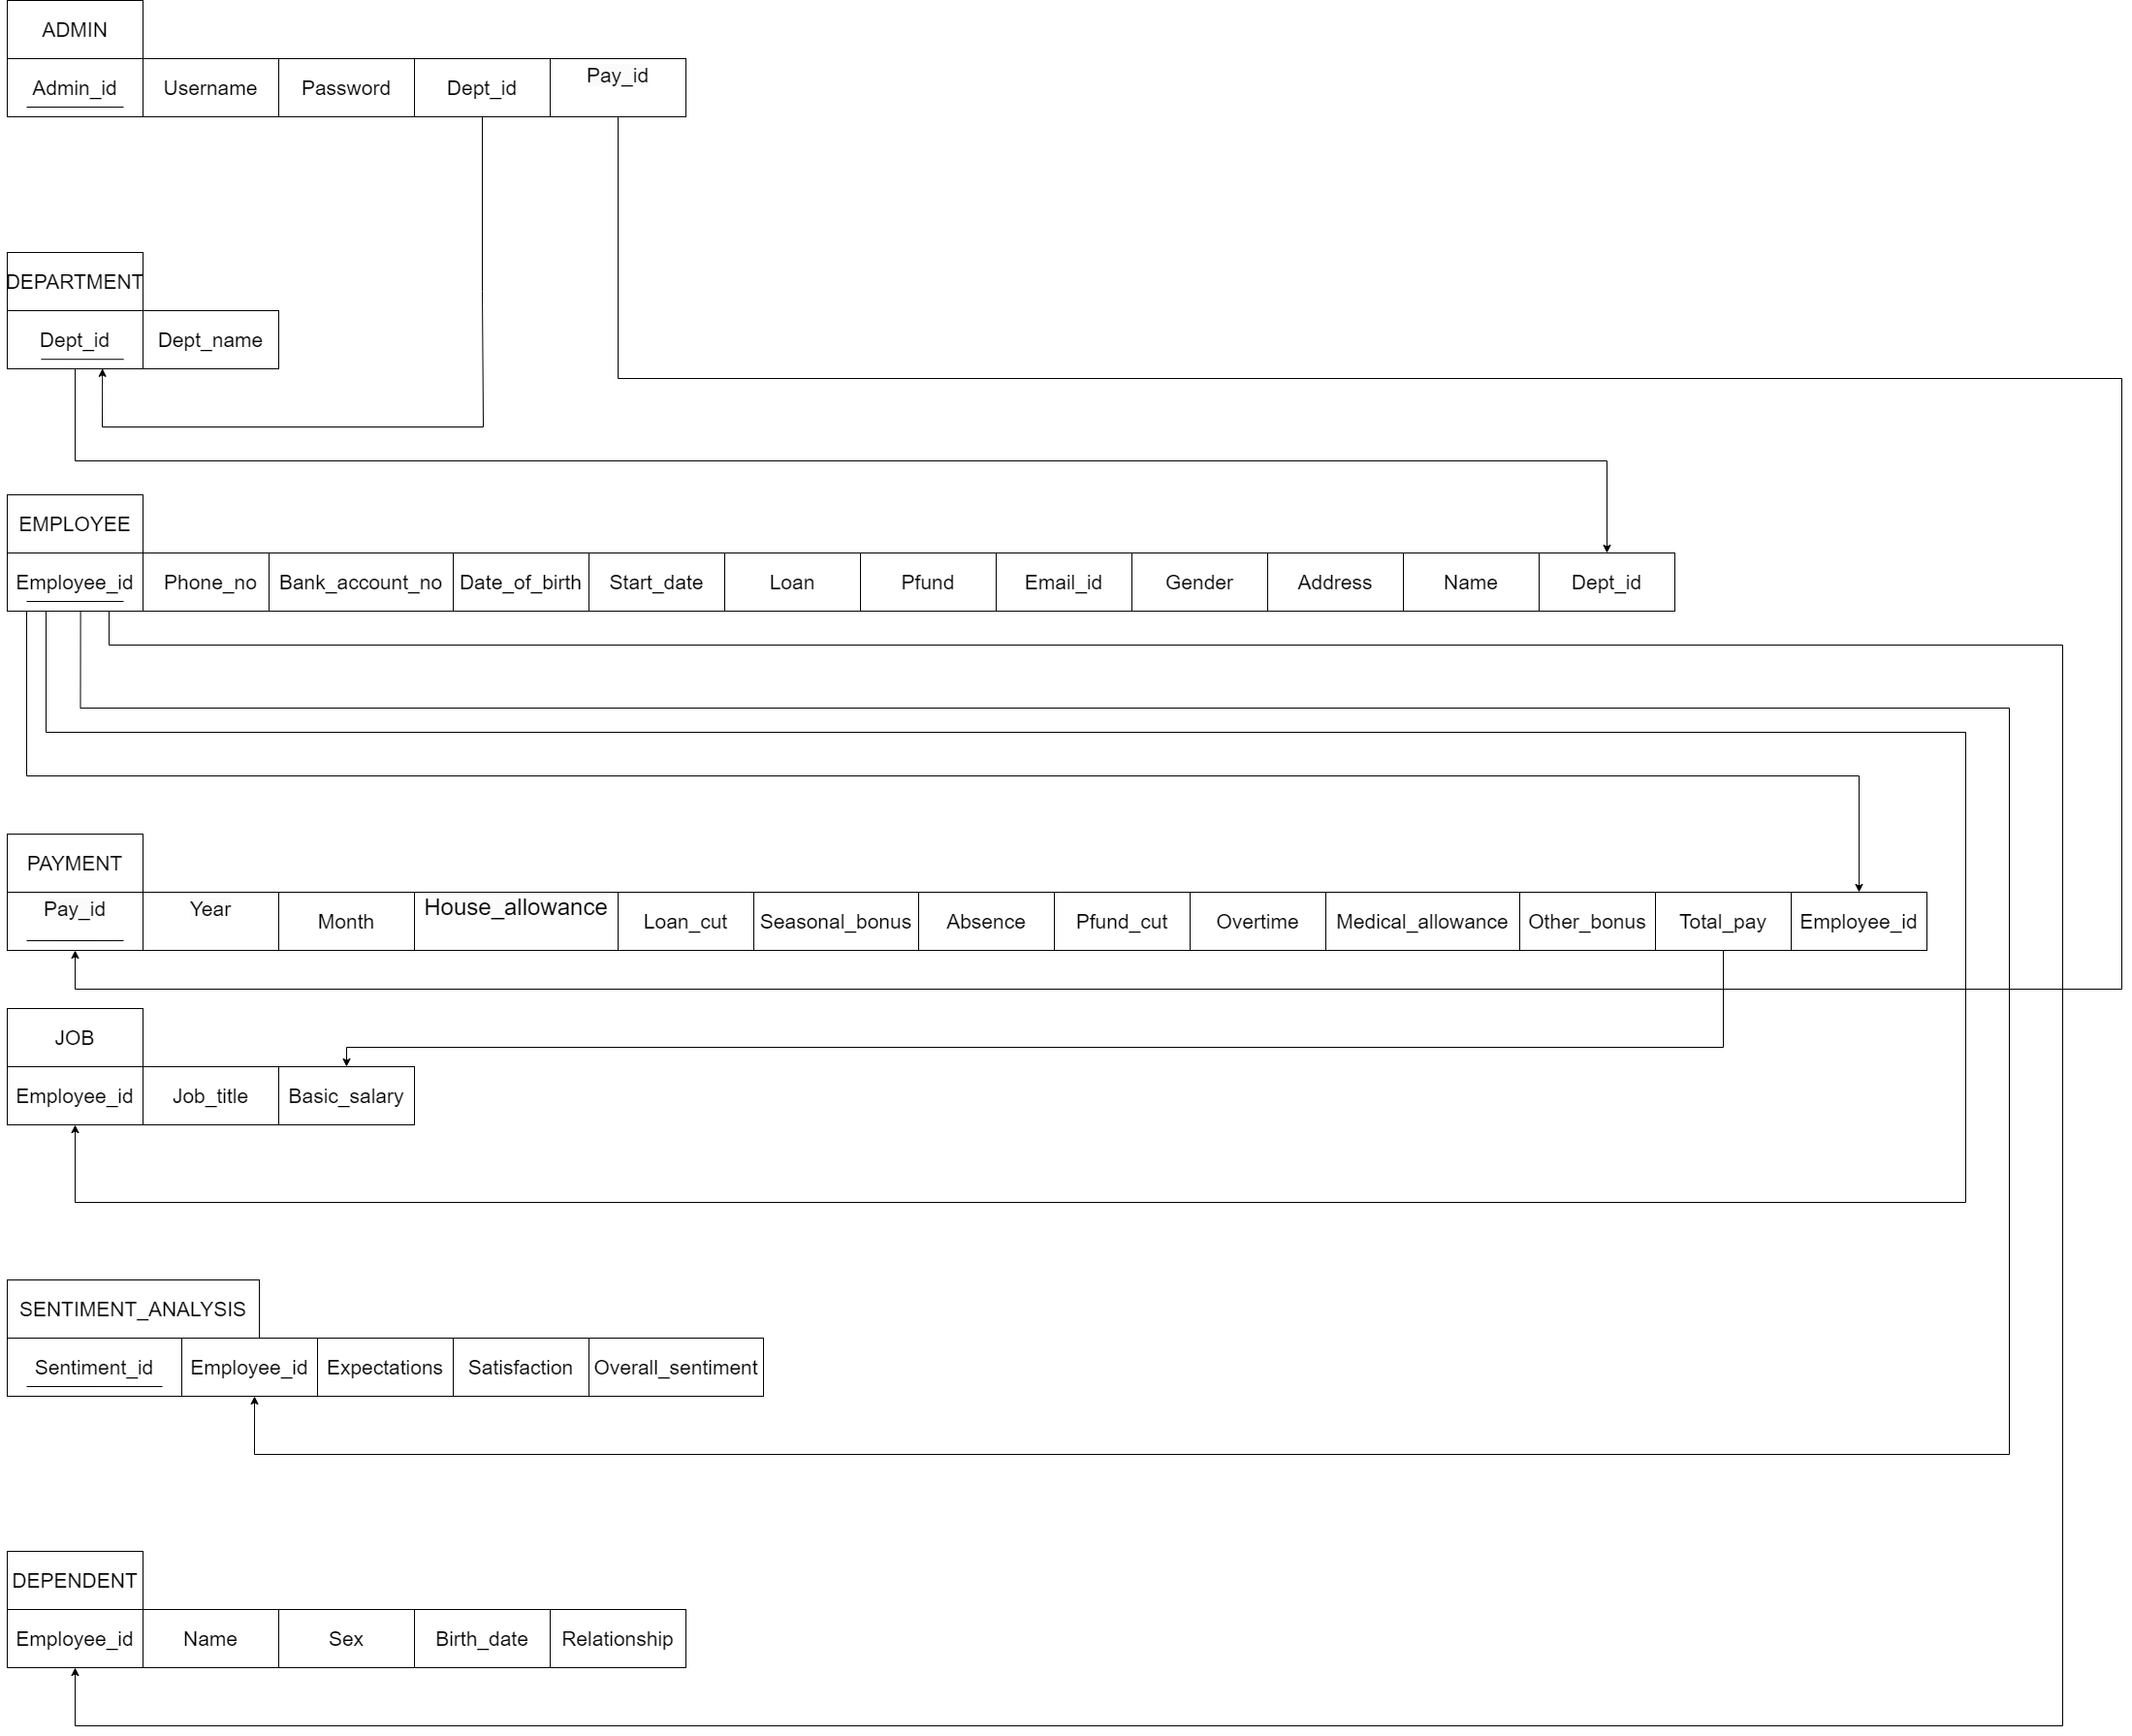 ADMIN
Admin_id Username Password Dept_id Pay_id
DEPARTMENT
Dept_id Dept_name
EMPLOYEE
Employee_id Phone_no Bank_account_no Date_of_birth Start_date Loan Pfund Email_id Gender Address Name Dept_id
PAYMENT
Pay_id Year Month House_allowance Loan_cut Seasonal_bonus Absence Pfund_cut Overtime Medical_allowance Other_bonus Total_pay Employee_id
JOB
Employee_id Job_title Basic_salary
SENTIMENT_ANALYSIS
Sentiment_id Employee_id Expectations Satisfaction Overall_sentiment
DEPENDENT
Employee_id Name Sex Birth_date Relationship